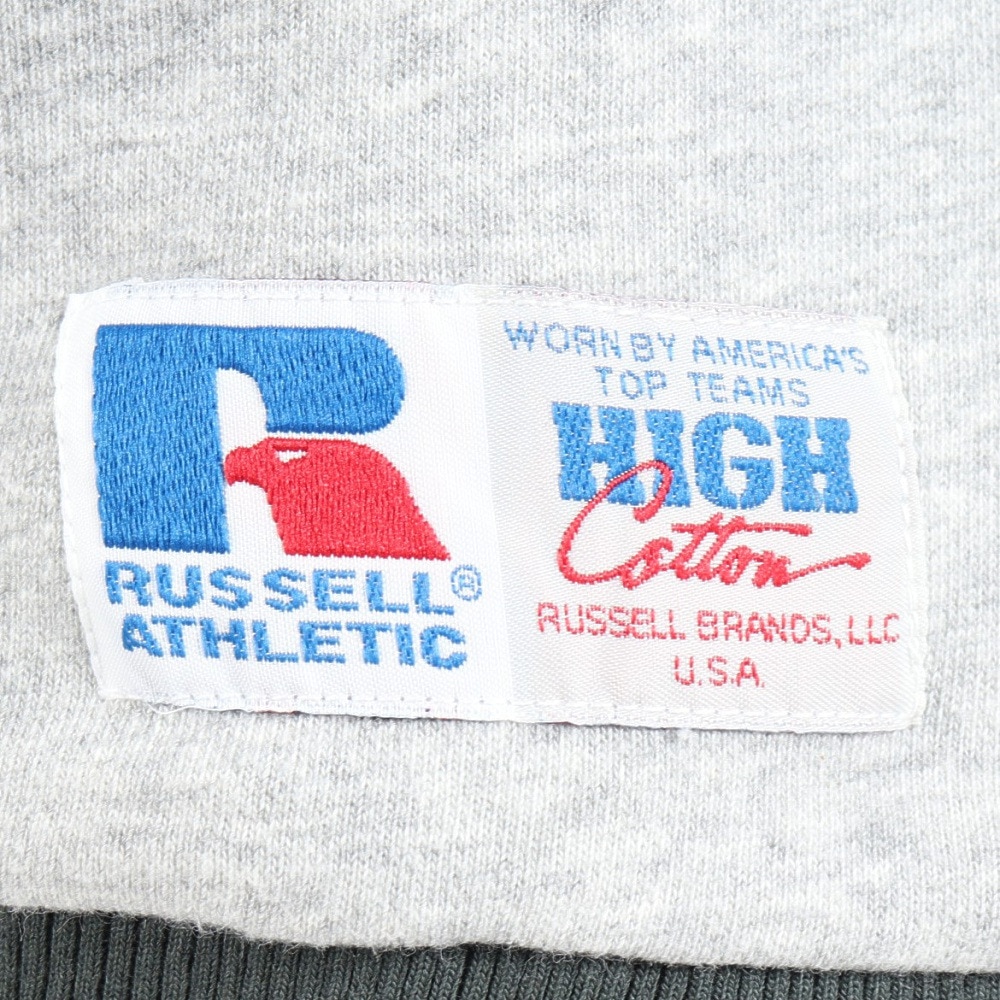 RUSSELL®
ATHLETIC
WORN BY AMERICA'S
TOP TEAMS
HIGH
Cotton
RUSSELL BRANDS, LLC
U.S.A.